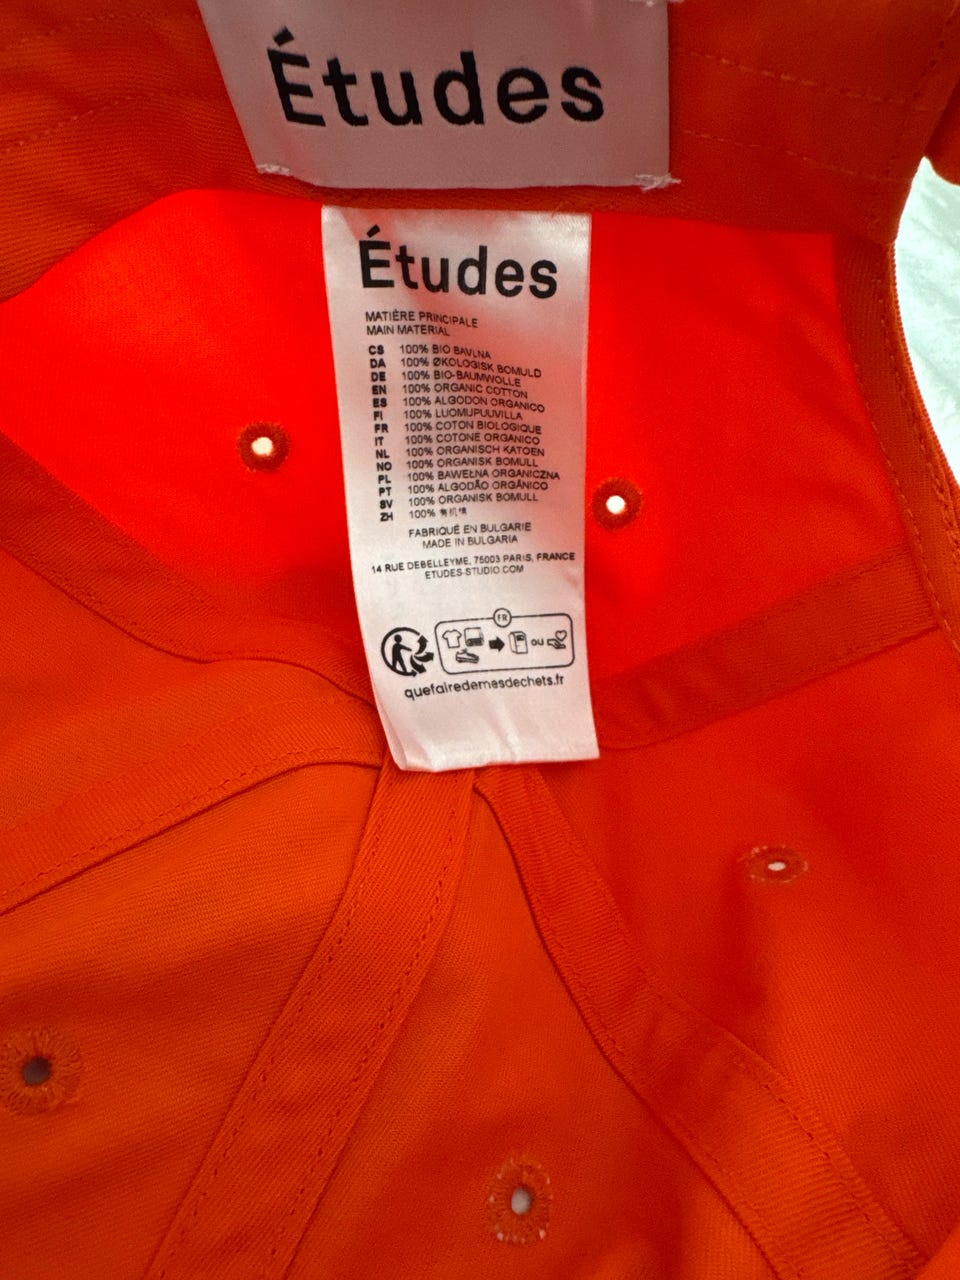 Études
Études
MATIÈRE PRINCIPALE
MAIN MATERIAL
CS 100% BIO BAVLNA
DA 100% ØKOLOGISK BOMULD
DE 100% BIO-BAUMWOLLE
EN 100% ORGANIC COTTON
ES 100% ALGODON ORGANICO
FI 100% LUOMUPUUVILLA
FR 100% COTON BIOLOGIQUE
IT 100% COTONE ORGANICO
NL 100% ORGANISCH KATOEN
NO 100% ORGANISK BOMULL
PL 100% BAWEŁNA ORGANICZNA
PT 100% ALGODÃO ORGÂNICO
SV 100% ORGANISK BOMULL
ZH 100% 有机棉
FABRIQUÉ EN BULGARIE
MADE IN BULGARIA
14 RUE DEBELLEYME, 75003 PARIS, FRANCE
ETUDES-STUDIO.COM
FR
ou
quefairedemesdechets.fr